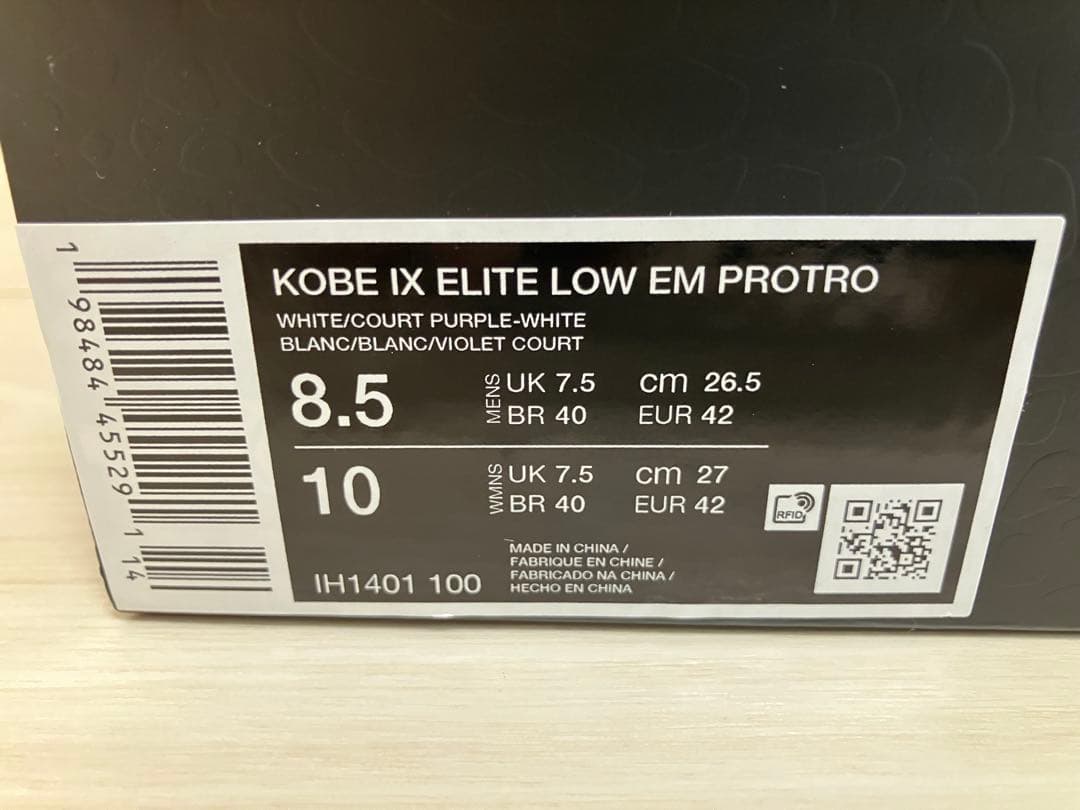 KOBE IX ELITE LOW EM PROTRO
WHITE/COURT PURPLE-WHITE
BLANC/BLANC/VIOLET COURT
8.5 MENS UK 7.5 cm 26.5
BR 40 EUR 42
10 WMNS UK 7.5 cm 27
BR 40 EUR 42
RFID
IH1401 100
MADE IN CHINA /
FABRIQUE EN CHINE /
FABRICADO NA CHINA /
HECHO EN CHINA
1 98484 45529 1 14